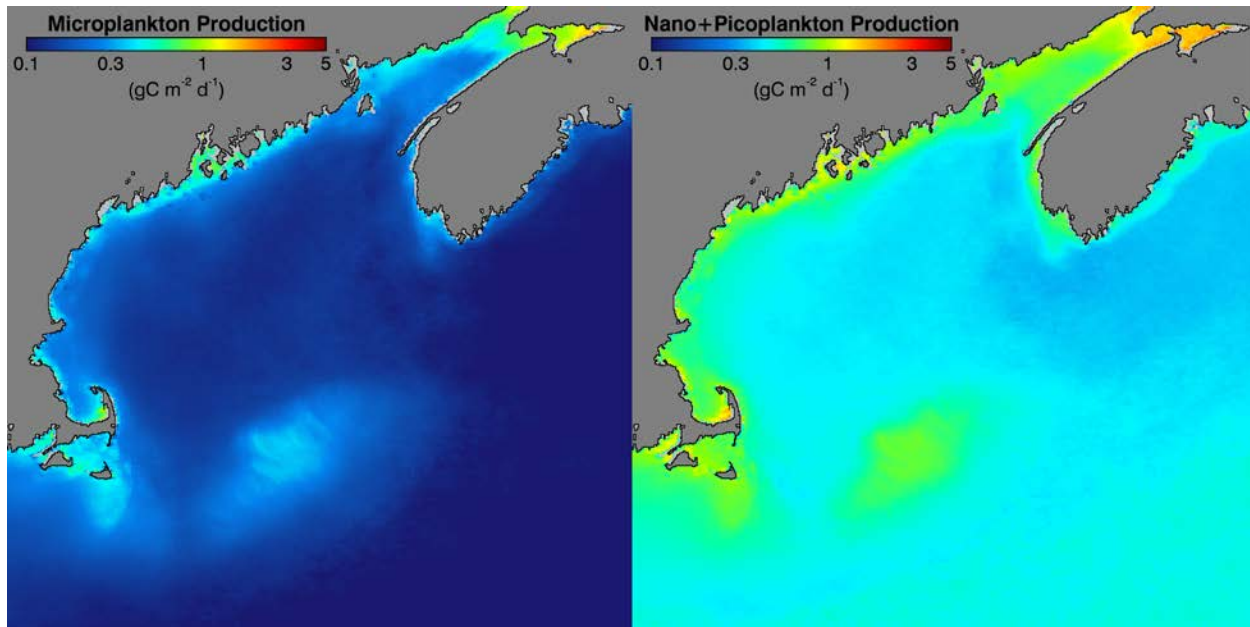 Microplankton Production
0.1 0.3 1 3 5
(gC m⁻² d⁻¹)
Nano+Picoplankton Production
0.1 0.3 1 3 5
(gC m⁻² d⁻¹)